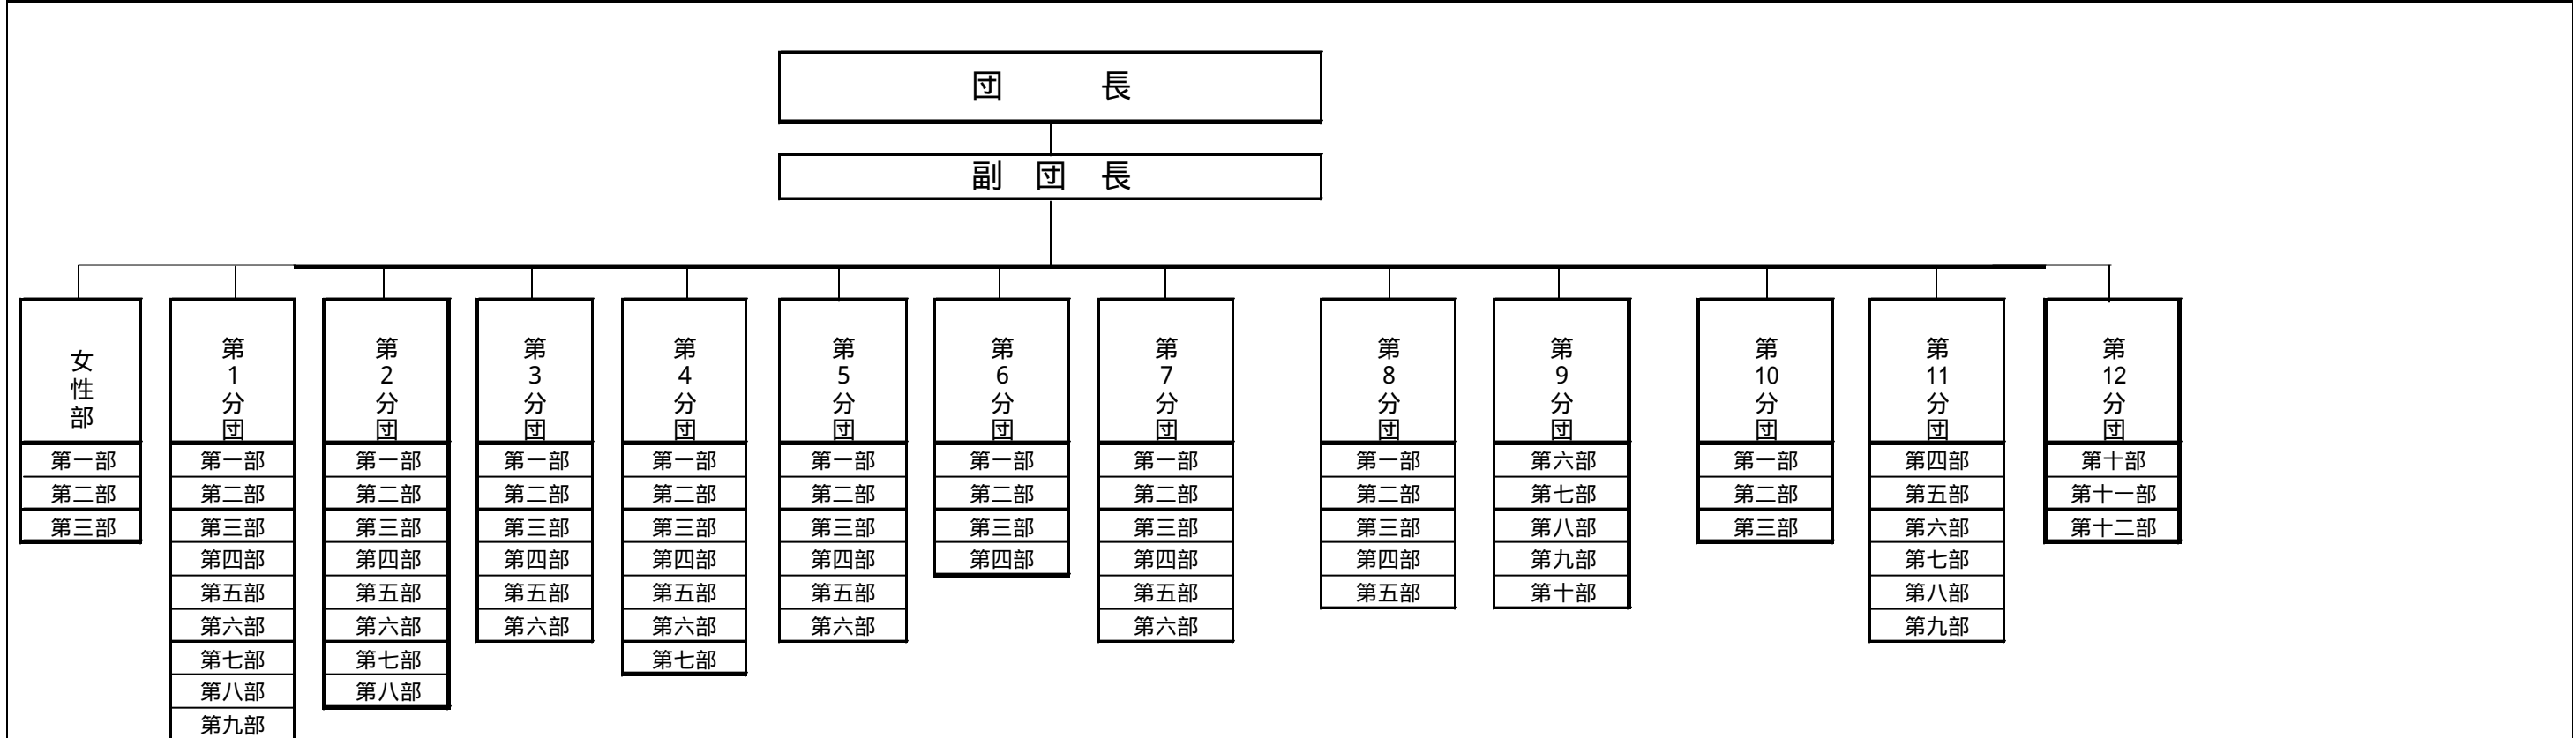 団　長
副 団 長
女性部
第一部
第二部
第三部
第1分団
第一部
第二部
第三部
第四部
第五部
第六部
第七部
第八部
第九部
第2分団
第一部
第二部
第三部
第四部
第五部
第六部
第七部
第八部
第3分団
第一部
第二部
第三部
第四部
第五部
第六部
第4分団
第一部
第二部
第三部
第四部
第五部
第六部
第七部
第5分団
第一部
第二部
第三部
第四部
第五部
第六部
第6分団
第一部
第二部
第三部
第四部
第7分団
第一部
第二部
第三部
第四部
第五部
第六部
第8分団
第一部
第二部
第三部
第四部
第五部
第9分団
第六部
第七部
第八部
第九部
第十部
第10分団
第一部
第二部
第三部
第11分団
第四部
第五部
第六部
第七部
第八部
第九部
第12分団
第十部
第十一部
第十二部